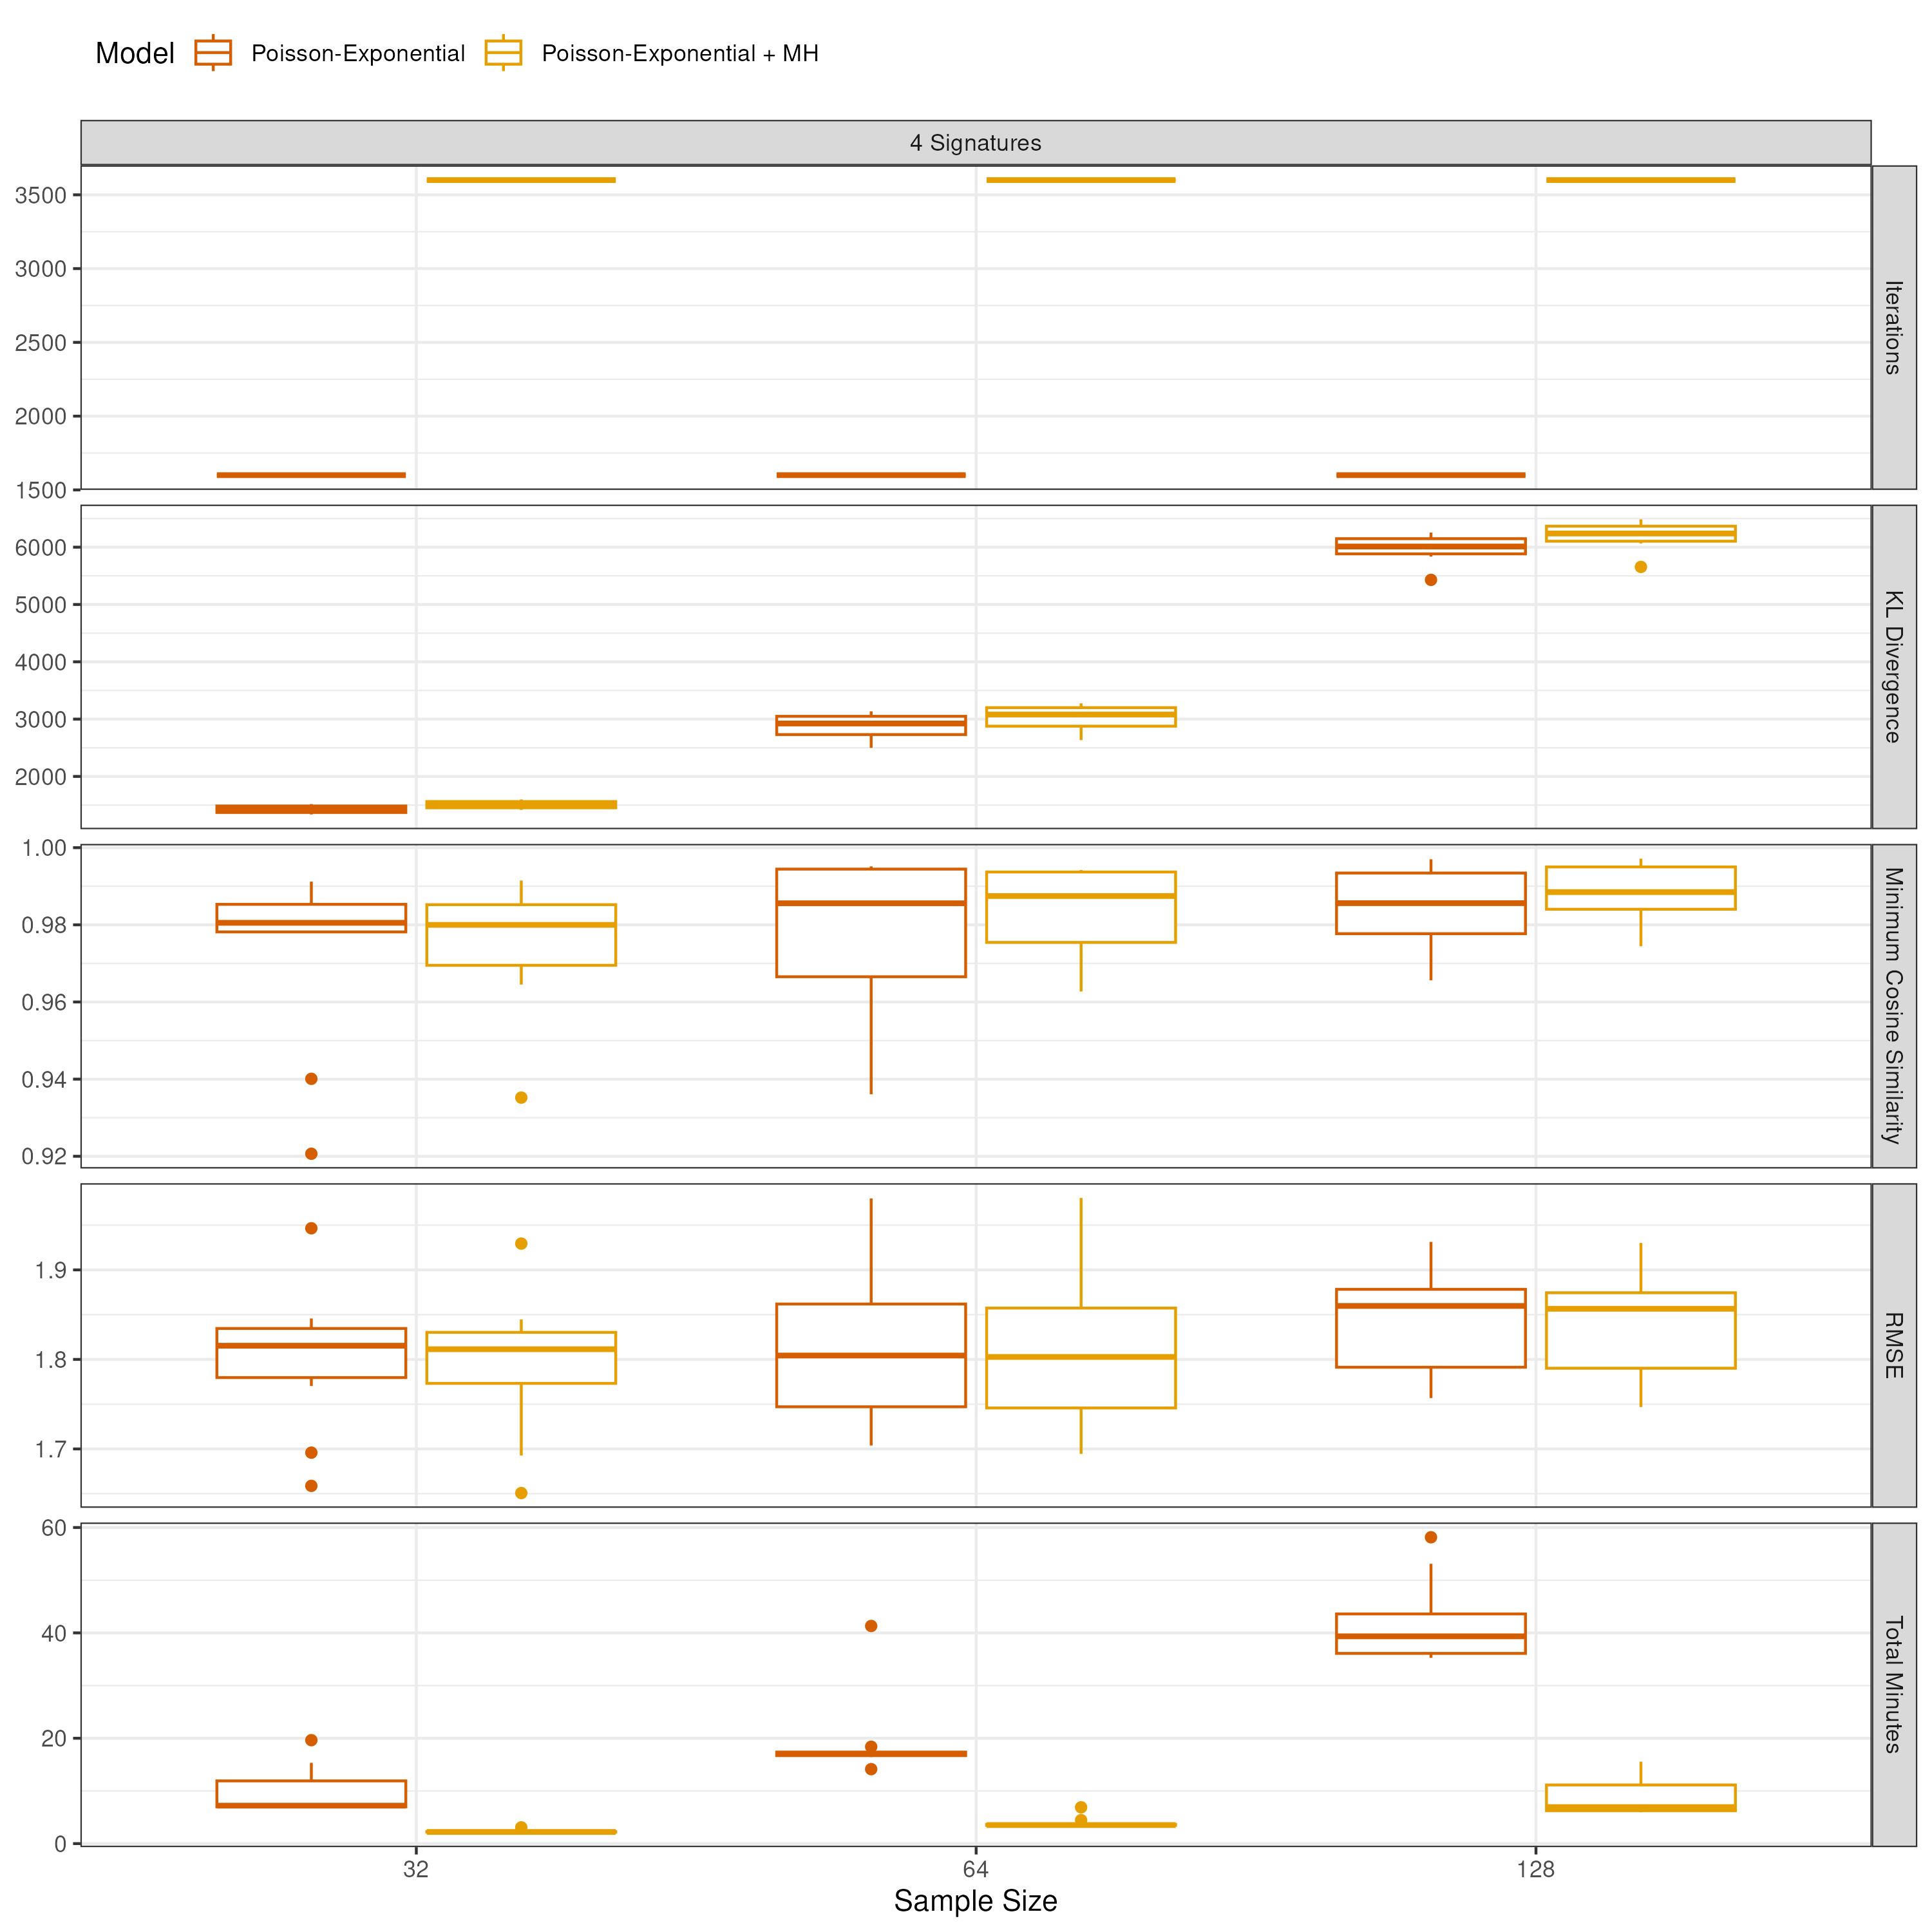 Model Poisson-Exponential Poisson-Exponential + MH
4 Signatures
3500
3000
2500
2000
1500
Iterations
6000
5000
4000
3000
2000
KL Divergence
1.00
0.98
0.96
0.94
0.92
Minimum Cosine Similarity
1.9
1.8
1.7
RMSE
60
40
20
0
Total Minutes
32 64 128
Sample Size